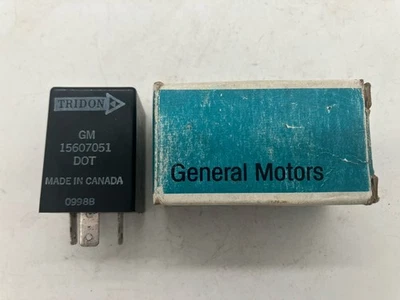 TRIDON
GM
15607051
DOT
MADE IN CANADA
0998B
General Motors